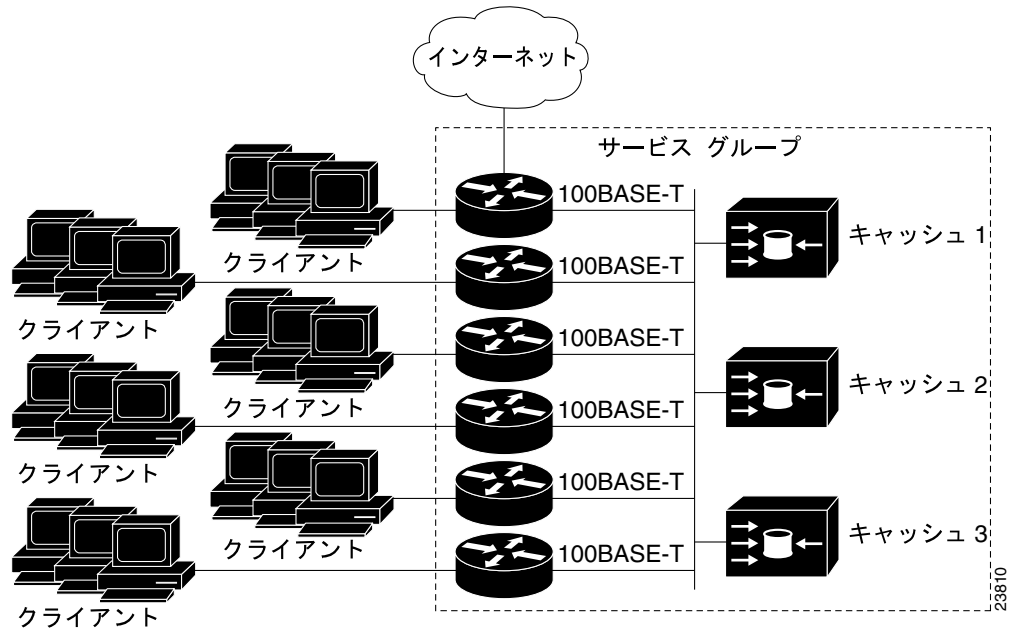 インターネット
サービス グループ
100BASE-T
キャッシュ 1
クライアント
100BASE-T
クライアント
100BASE-T
キャッシュ 2
クライアント
100BASE-T
クライアント
100BASE-T
キャッシュ 3
クライアント
100BASE-T
クライアント
23810